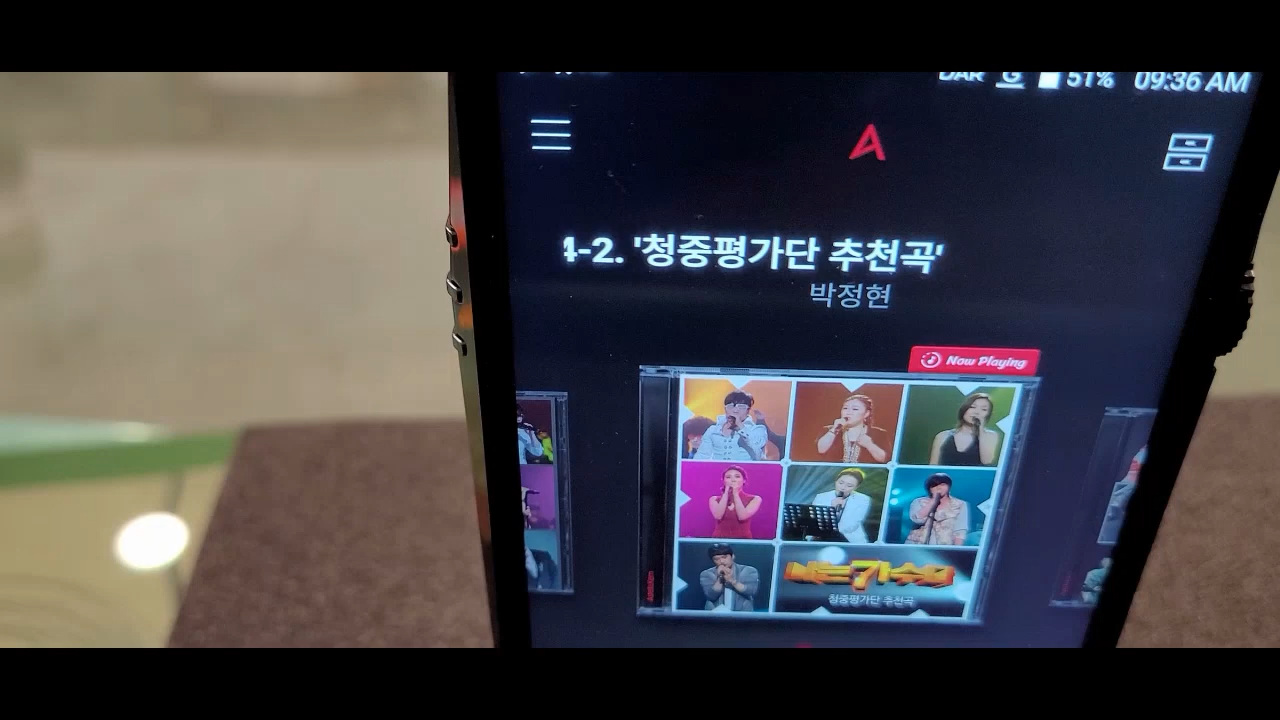 DAR 51% 09:36 AM
4-2. '청중평가단 추천곡'
박정현
Now Playing
나는 가수다
청중평가단 추천곡